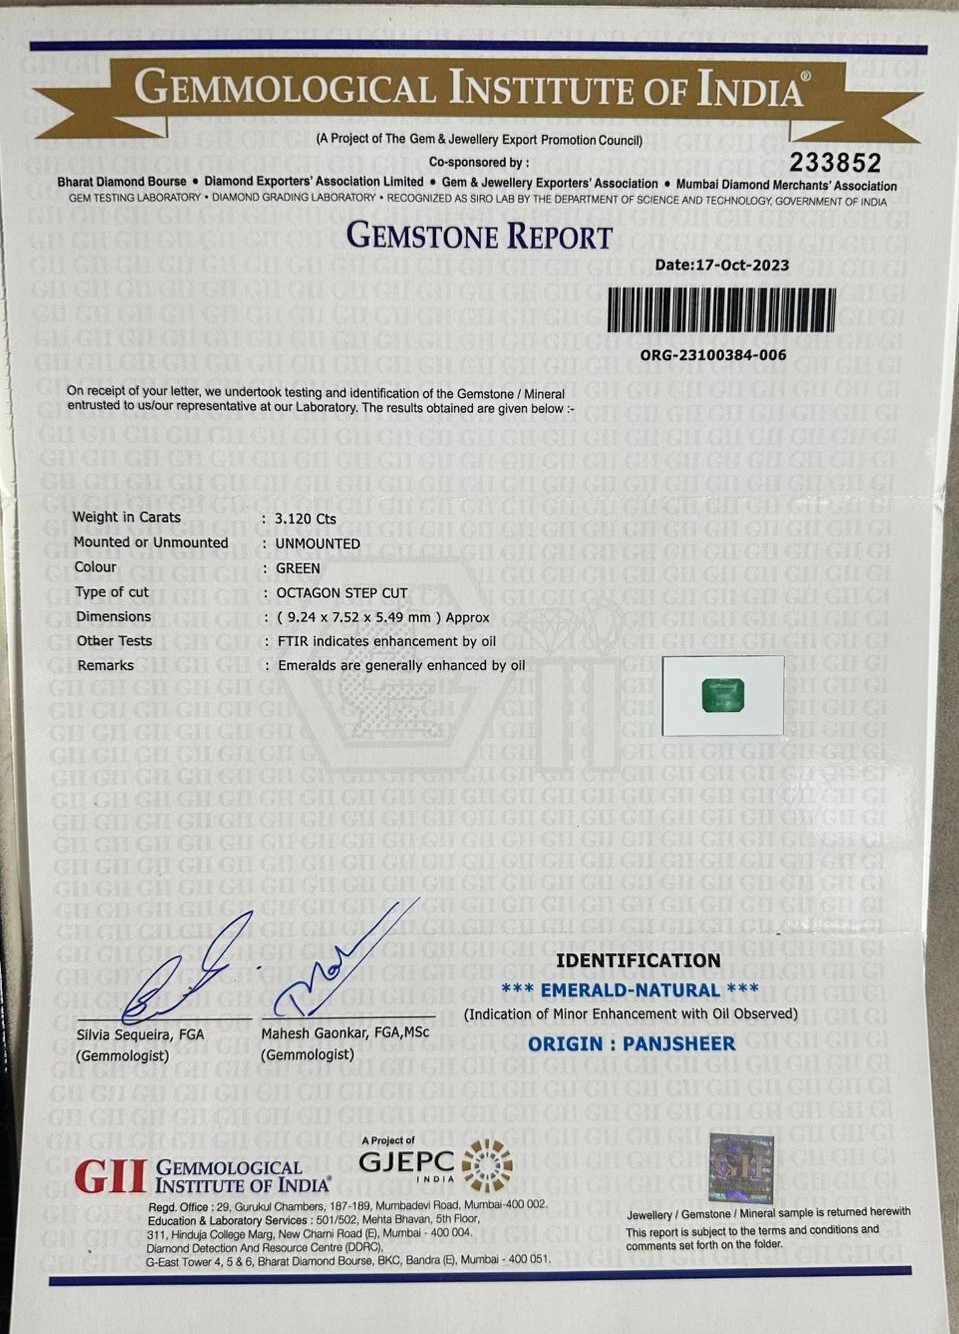 GEMMOLOGICAL INSTITUTE OF INDIA®
(A Project of The Gem & Jewellery Export Promotion Council)
Co-sponsored by :
233852
Bharat Diamond Bourse • Diamond Exporters' Association Limited • Gem & Jewellery Exporters' Association • Mumbai Diamond Merchants' Association
GEM TESTING LABORATORY • DIAMOND GRADING LABORATORY • RECOGNIZED AS SIRO LAB BY THE DEPARTMENT OF SCIENCE AND TECHNOLOGY, GOVERNMENT OF INDIA
GEMSTONE REPORT
Date:17-Oct-2023
ORG-23100384-006
On receipt of your letter, we undertook testing and identification of the Gemstone / Mineral
entrusted to us/our representative at our Laboratory. The results obtained are given below :-
Weight in Carats : 3.120 Cts
Mounted or Unmounted : UNMOUNTED
Colour : GREEN
Type of cut : OCTAGON STEP CUT
Dimensions : ( 9.24 x 7.52 x 5.49 mm ) Approx
Other Tests : FTIR indicates enhancement by oil
Remarks : Emeralds are generally enhanced by oil
IDENTIFICATION
*** EMERALD-NATURAL ***
(Indication of Minor Enhancement with Oil Observed)
ORIGIN : PANJSHEER
Silvia Sequeira, FGA
(Gemmologist)
Mahesh Gaonkar, FGA,MSc
(Gemmologist)
GII GEMMOLOGICAL
INSTITUTE OF INDIA®
A Project of
GJEPC
INDIA
Regd. Office : 29, Gurukul Chambers, 187-189, Mumbadevi Road, Mumbai-400 002.
Education & Laboratory Services : 501/502, Mehta Bhavan, 5th Floor,
311, Hinduja College Marg, New Charni Road (E), Mumbai - 400 004.
Diamond Detection And Resource Centre (DDRC),
G-East Tower 4, 5 & 6, Bharat Diamond Bourse, BKC, Bandra (E), Mumbai - 400 051.
GII
Jewellery / Gemstone / Mineral sample is returned herewith
This report is subject to the terms and conditions and
comments set forth on the folder.